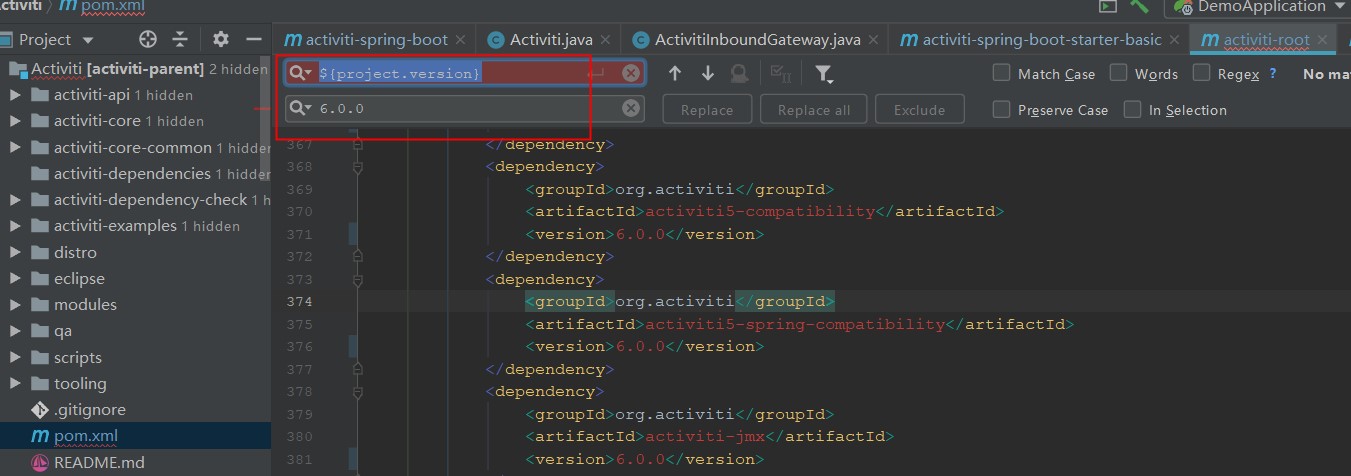 Activiti pom.xml DemoApplication
Project activiti-spring-boot Activiti.java ActivitiInboundGateway.java activiti-spring-boot-starter-basic activiti-root
Activiti [activiti-parent] 2 hidden
activiti-api 1 hidden
activiti-core 1 hidden
activiti-core-common 1 hidden
activiti-dependencies
activiti-dependency-check 1 h
activiti-examples 1 hidden
distro
eclipse
modules
qa
scripts
tooling
.gitignore
pom.xml
README.md
${project.version} Match Case Words Regex ? No ma
6.0.0 Replace Replace all Exclude Preserve Case In Selection
367 </dependency>
368 <dependency>
369 <groupId>org.activiti</groupId>
370 <artifactId>activiti5-compatibility</artifactId>
371 <version>6.0.0</version>
372 </dependency>
373 <dependency>
374 <groupId>org.activiti</groupId>
375 <artifactId>activiti5-spring-compatibility</artifactId>
376 <version>6.0.0</version>
377 </dependency>
378 <dependency>
379 <groupId>org.activiti</groupId>
380 <artifactId>activiti-jmx</artifactId>
381 <version>6.0.0</version>